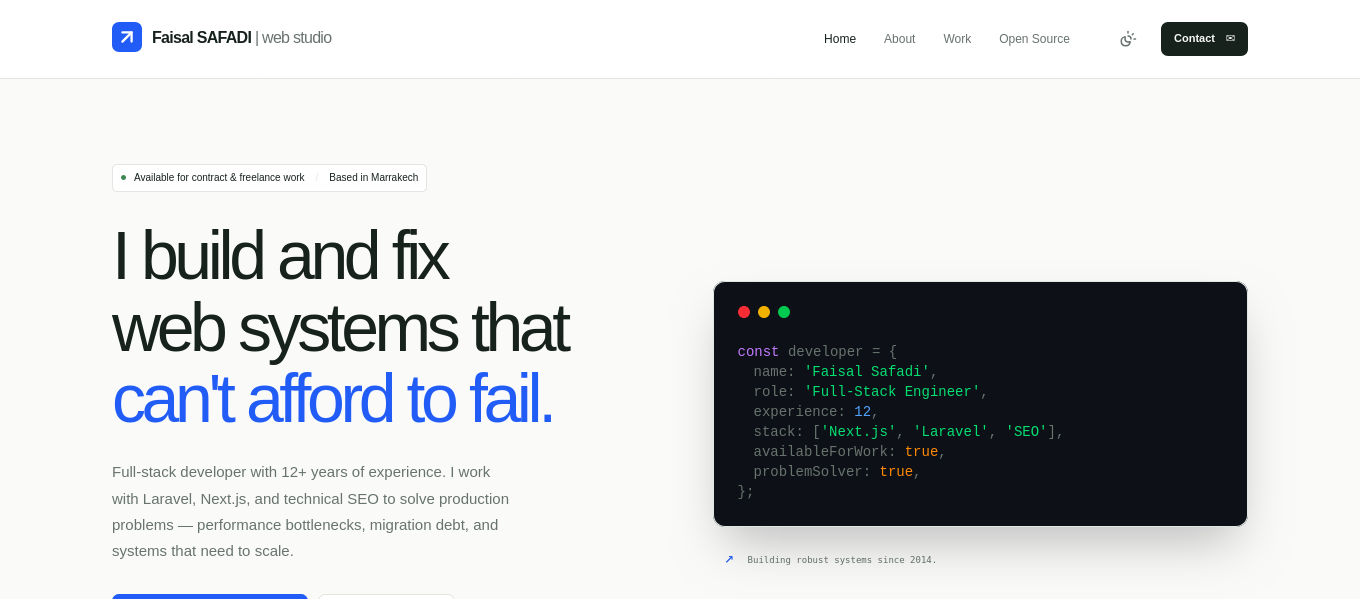 Faisal SAFADI | web studio
Home
About
Work
Open Source
Contact ✉
Available for contract & freelance work / Based in Marrakech
I build and fix
web systems that
can't afford to fail.
Full-stack developer with 12+ years of experience. I work
with Laravel, Next.js, and technical SEO to solve production
problems — performance bottlenecks, migration debt, and
systems that need to scale.
const developer = {
name: 'Faisal Safadi',
role: 'Full-Stack Engineer',
experience: 12,
stack: ['Next.js', 'Laravel', 'SEO'],
availableForWork: true,
problemSolver: true,
};
↗ Building robust systems since 2014.